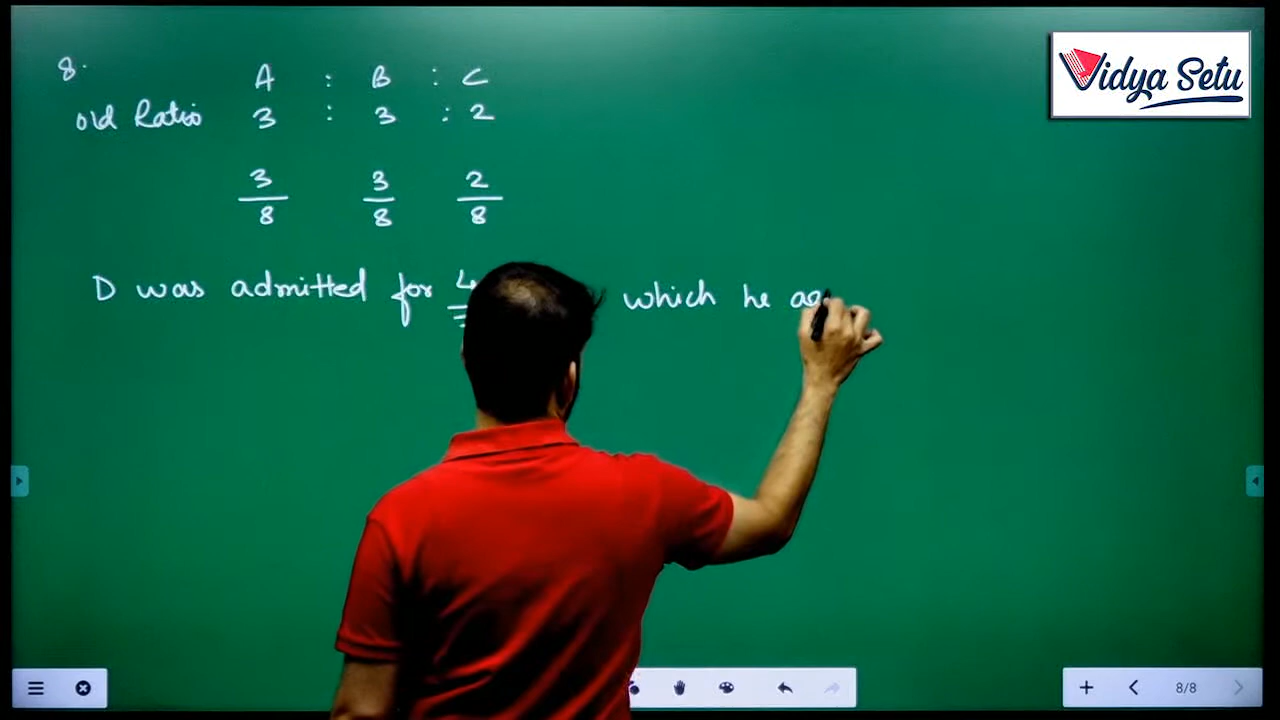 Vidya Setu
8.
A : B : C
old Ratio 3 : 3 : 2
3/8 3/8 2/8
D was admitted for which he
8/8